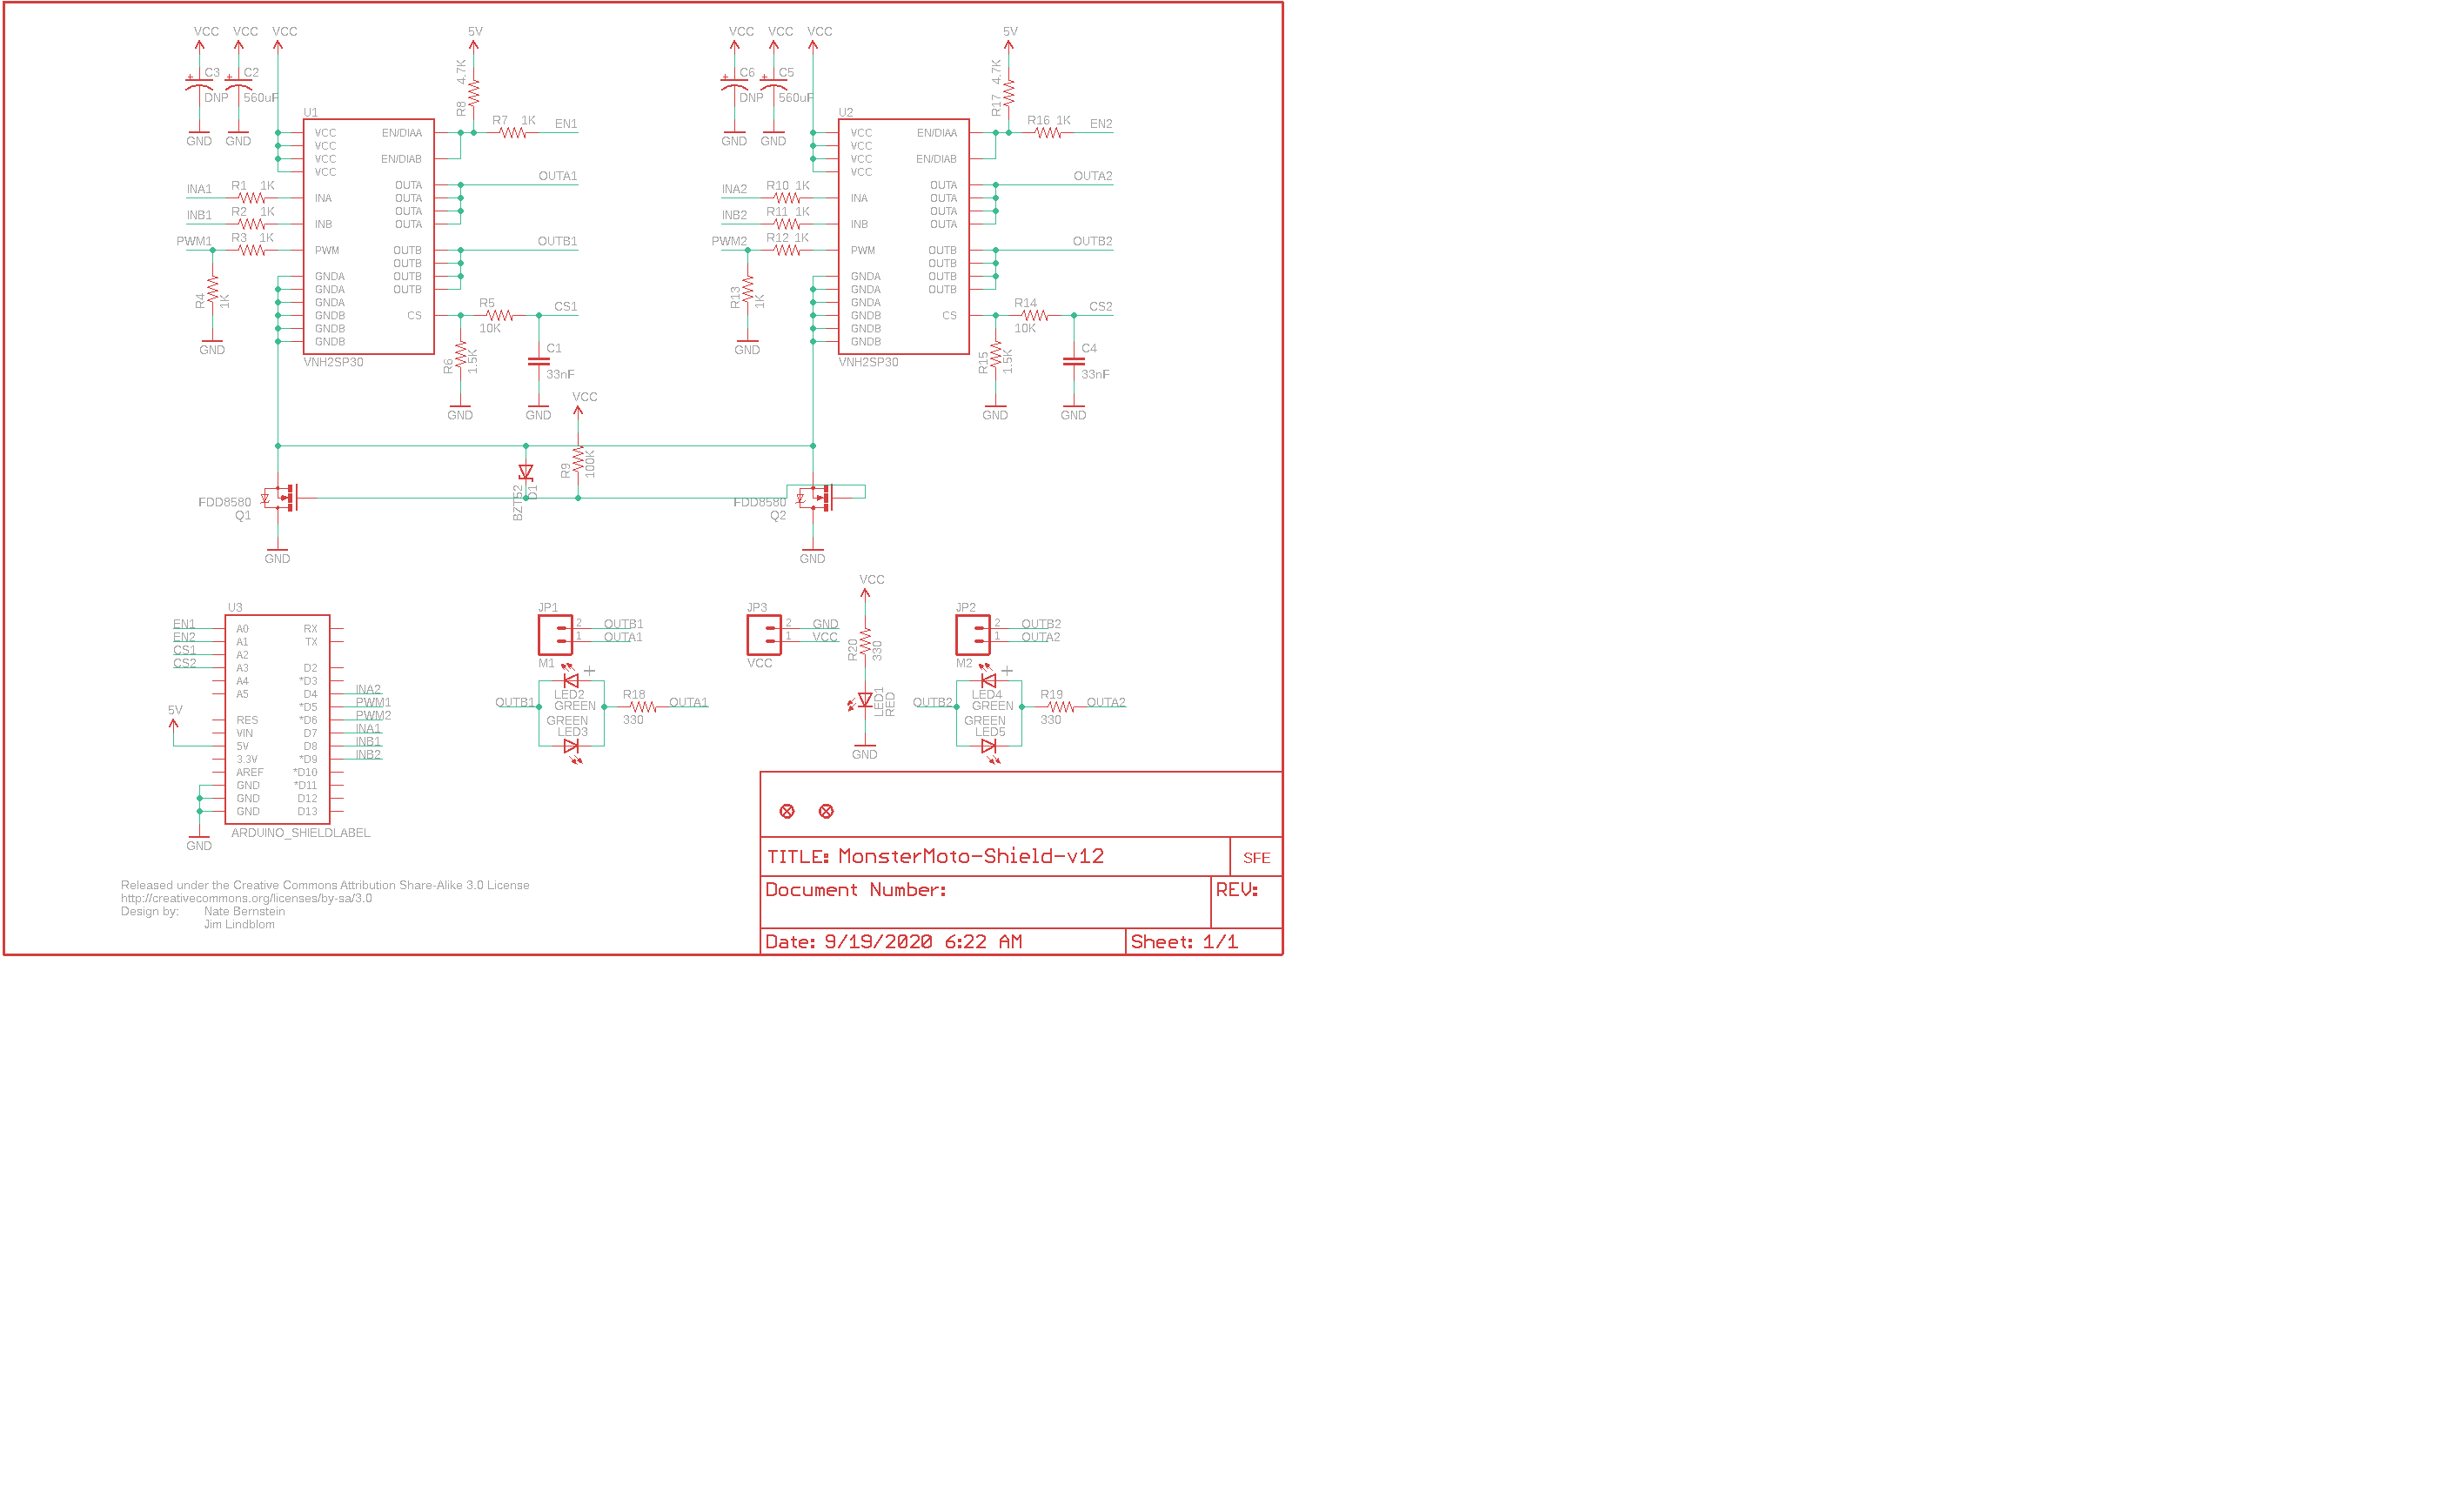 VCC VCC VCC 5V VCC VCC VCC 5V
C3 C2 4.7K C6 C5 4.7K
DNP 560uF R8 DNP 560uF R17
U1 R7 1K EN1 U2 R16 1K EN2
GND GND VCC EN/DIAA GND GND VCC EN/DIAA
VCC VCC
VCC EN/DIAB VCC EN/DIAB
VCC VCC
INA1 R1 1K OUTA OUTA1 INA2 R10 1K OUTA OUTA2
INA OUTA INA OUTA
INB1 R2 1K OUTA INB2 R11 1K OUTA
INB OUTA INB OUTA
PWM1 R3 1K OUTB1 PWM2 R12 1K OUTB2
PWM OUTB PWM OUTB
OUTB OUTB
GNDA OUTB GNDA OUTB
GNDA OUTB GNDA OUTB
R4 1K GNDA R5 CS1 R13 1K GNDA R14 CS2
GNDB CS GNDB CS
GNDB 10K GNDB 10K
GNDB GNDB
GND C1 GND C4
VNH2SP30 R6 1.5K 33nF VNH2SP30 R15 1.5K 33nF
GND GND GND GND
VCC
R9 100K
FDD8580 BZT52 D1 FDD8580
Q1 Q2
GND GND
VCC
U3 JP1 JP3 JP2
EN1 A0 RX 2 OUTB1 2 GND 2 OUTB2
EN2 A1 TX 1 OUTA1 1 VCC 1 OUTA2
CS1 A2 R20 330
CS2 A3 D2 M1 VCC M2
A4 *D3
A5 D4 INA2 LED2 R18 LED4 R19
*D5 PWM1 OUTB1 GREEN OUTA1 LED1 RED OUTB2 GREEN OUTA2
5V RES *D6 PWM2 GREEN 330 GREEN 330
VIN D7 INA1 LED3 LED5
5V D8 INB1
3.3V *D9 INB2 GND
AREF *D10
GND *D11
GND D12
GND D13
ARDUINO_SHIELDLABEL
GND
TITLE: MonsterMoto-Shield-v12 SFE
Released under the Creative Commons Attribution Share-Alike 3.0 License
http://creativecommons.org/licenses/by-sa/3.0
Design by: Nate Bernstein
Jim Lindblom
Document Number: REV:
Date: 9/19/2020 6:22 AM Sheet: 1/1